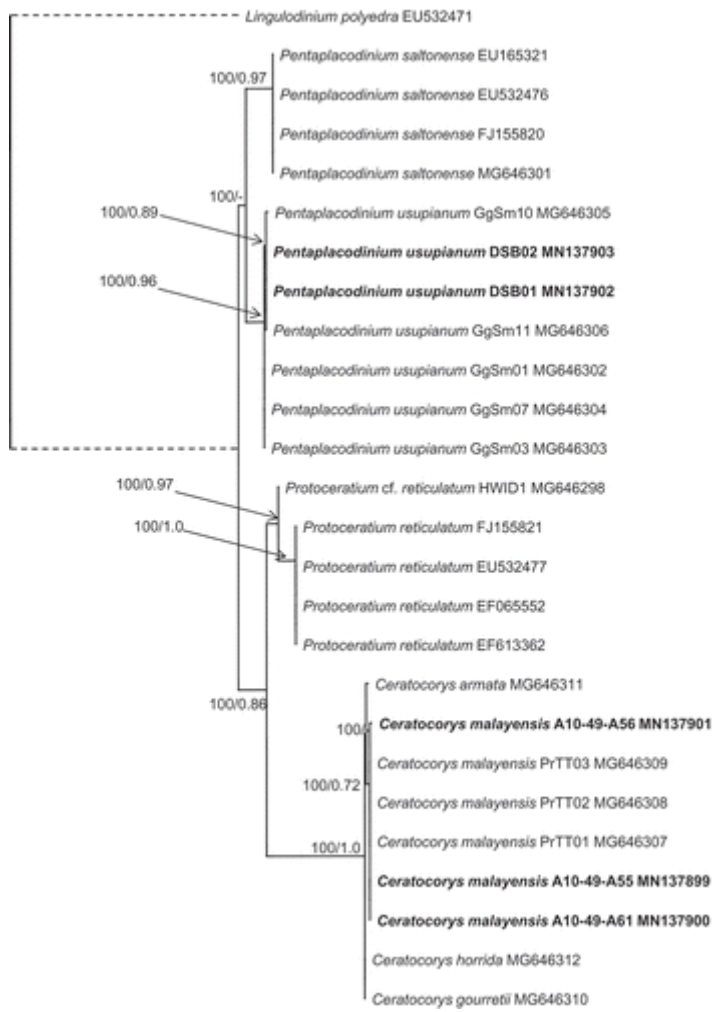 Lingulodinium polyedra EU532471
Pentaplacodinium saltonense EU165321
100/0.97
Pentaplacodinium saltonense EU532476
Pentaplacodinium saltonense FJ155820
Pentaplacodinium saltonense MG646301
100/-
100/0.89
Pentaplacodinium usupianum GgSm10 MG646305
Pentaplacodinium usupianum DSB02 MN137903
100/0.96
Pentaplacodinium usupianum DSB01 MN137902
Pentaplacodinium usupianum GgSm11 MG646306
Pentaplacodinium usupianum GgSm01 MG646302
Pentaplacodinium usupianum GgSm07 MG646304
Pentaplacodinium usupianum GgSm03 MG646303
100/0.97
Protoceratium cf. reticulatum HWID1 MG646298
100/1.0
Protoceratium reticulatum FJ155821
Protoceratium reticulatum EU532477
Protoceratium reticulatum EF065552
Protoceratium reticulatum EF613362
Ceratocorys armata MG646311
100/0.86
100/
Ceratocorys malayensis A10-49-A56 MN137901
Ceratocorys malayensis PrTT03 MG646309
100/0.72
Ceratocorys malayensis PrTT02 MG646308
Ceratocorys malayensis PrTT01 MG646307
100/1.0
Ceratocorys malayensis A10-49-A55 MN137899
Ceratocorys malayensis A10-49-A61 MN137900
Ceratocorys horrida MG646312
Ceratocorys gourretii MG646310